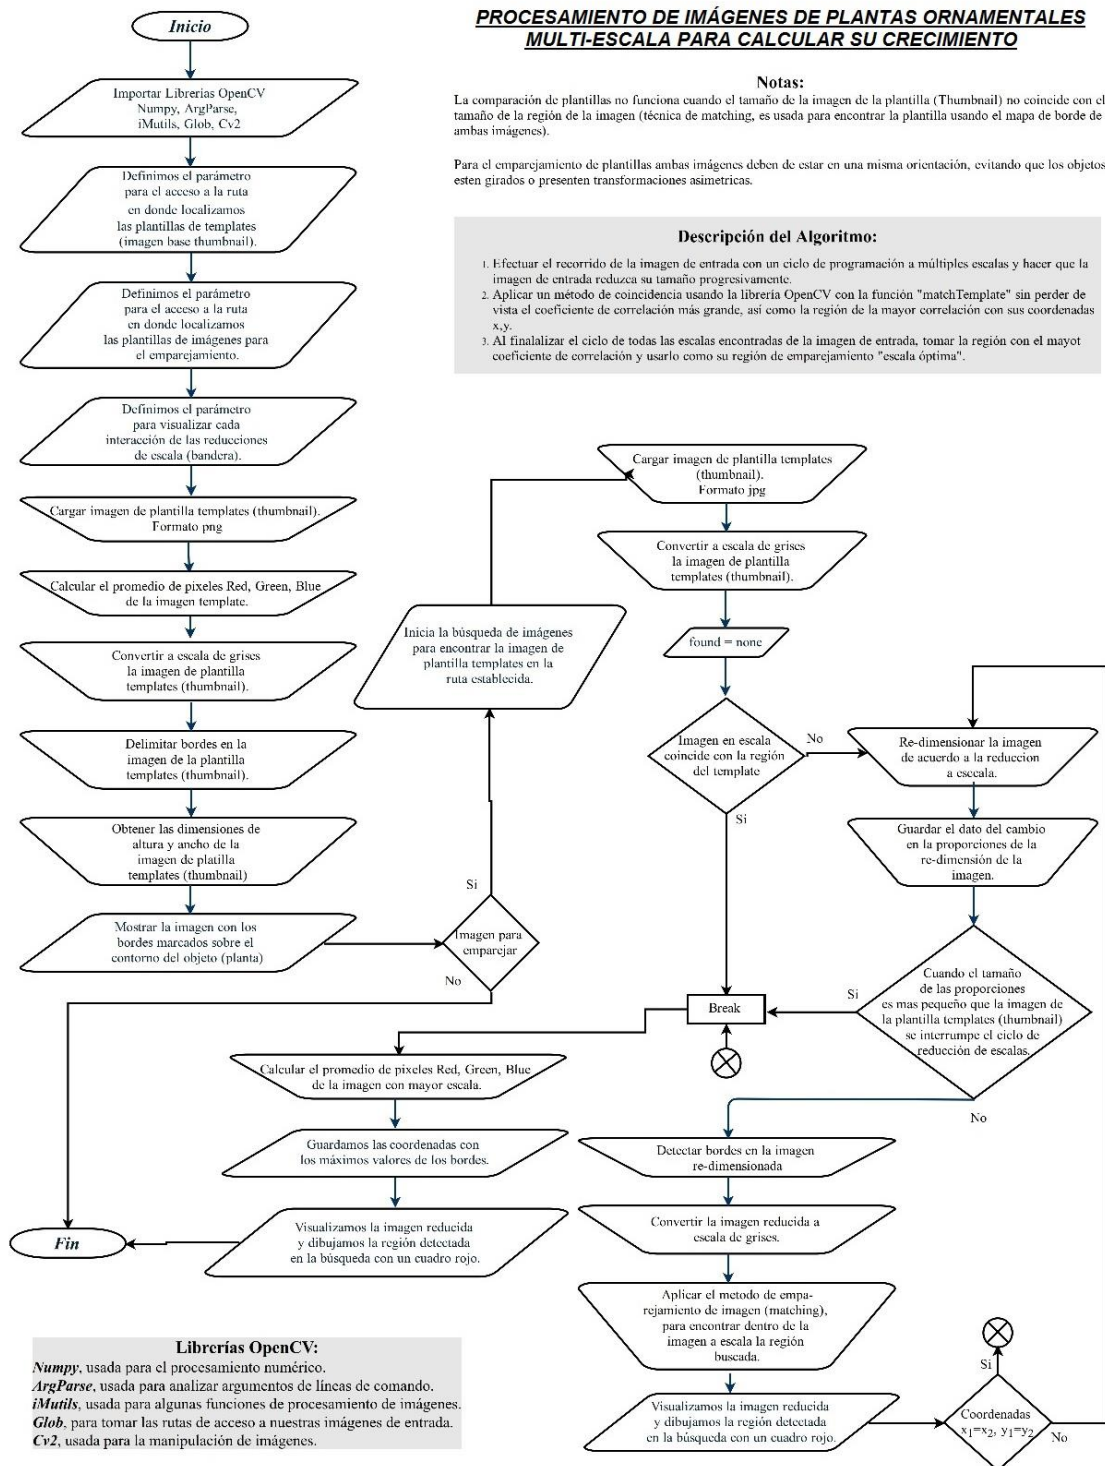 PROCESAMIENTO DE IMÁGENES DE PLANTAS ORNAMENTALES
MULTI-ESCALA PARA CALCULAR SU CRECIMIENTO
Notas:
La comparación de plantillas no funciona cuando el tamaño de la imagen de la plantilla (Thumbnail) no coincide con el
tamaño de la región de la imagen (técnica de matching, es usada para encontrar la plantilla usando el mapa de borde de
ambas imágenes).
Para el emparejamiento de plantillas ambas imágenes deben de estar en una misma orientación, evitando que los objetos
esten girados o presenten transformaciones asimetricas.
Descripción del Algoritmo:
1. Efectuar el recorrido de la imagen de entrada con un ciclo de programación a múltiples escalas y hacer que la
imagen de entrada reduzca su tamaño progresivamente.
2. Aplicar un método de coincidencia usando la librería OpenCV con la función "matchTemplate" sin perder de
vista el coeficiente de correlación más grande, así como la región de la mayor correlación con sus coordenadas
x,y.
3. Al finalalizar el ciclo de todas las escalas encontradas de la imagen de entrada, tomar la región con el mayot
coeficiente de correlación y usarlo como su región de emparejamiento "escala óptima".
Inicio
Importar Librerías OpenCV
Numpy, ArgParse,
iMutils, Glob, Cv2
Definimos el parámetro
para el acceso a la ruta
en donde localizamos
las plantillas de templates
(imagen base thumbnail).
Definimos el parámetro
para el acceso a la ruta
en donde localizamos
las plantillas de imágenes para
el emparejamiento.
Definimos el parámetro
para visualizar cada
interacción de las reducciones
de escala (bandera).
Cargar imagen de plantilla templates (thumbnail).
Formato png
Calcular el promedio de pixeles Red, Green, Blue
de la imagen template.
Convertir a escala de grises
la imagen de plantilla
templates (thumbnail).
Delimitar bordes en la
imagen de la plantilla
templates (thumbnail).
Obtener las dimensiones de
altura y ancho de la
imagen de platilla
templates (thumbnail)
Mostrar la imagen con los
bordes marcados sobre el
contorno del objeto (planta)
Imagen para
emparejar
Si
No
Inicia la búsqueda de imágenes
para encontrar la imagen de
plantilla templates en la
ruta establecida.
Cargar imagen de plantilla templates
(thumbnail).
Formato jpg
Convertir a escala de grises
la imagen de plantilla
templates (thumbnail).
found = none
Imagen en escala
coincide con la región
del template
No
Si
Re-dimensionar la imagen
de acuerdo a la reduccion
a esccala.
Guardar el dato del cambio
en la proporciones de la
re-dimensión de la
imagen.
Cuando el tamaño
de las proporciones
es mas pequeño que la imagen de
la plantilla templates (thumbnail)
se interrumpe el ciclo de
reducción de escalas.
Si
No
Break
Calcular el promedio de pixeles Red, Green, Blue
de la imagen con mayor escala.
Guardamos las coordenadas con
los máximos valores de los bordes.
Visualizamos la imagen reducida
y dibujamos la región detectada
en la búsqueda con un cuadro rojo.
Fin
Detectar bordes en la imagen
re-dimensionada
Convertir la imagen reducida a
escala de grises.
Aplicar el metodo de empa-
rejamiento de imagen (matching),
para encontrar dentro de la
imagen a escala la región
buscada.
Visualizamos la imagen reducida
y dibujamos la región detectada
en la búsqueda con un cuadro rojo.
Si
Coordenadas
x₁=x₂, y₁=y₂
No
Librerías OpenCV:
Numpy, usada para el procesamiento numérico.
ArgParse, usada para analizar argumentos de líneas de comando.
iMutils, usada para algunas funciones de procesamiento de imágenes.
Glob, para tomar las rutas de acceso a nuestras imágenes de entrada.
Cv2, usada para la manipulación de imágenes.